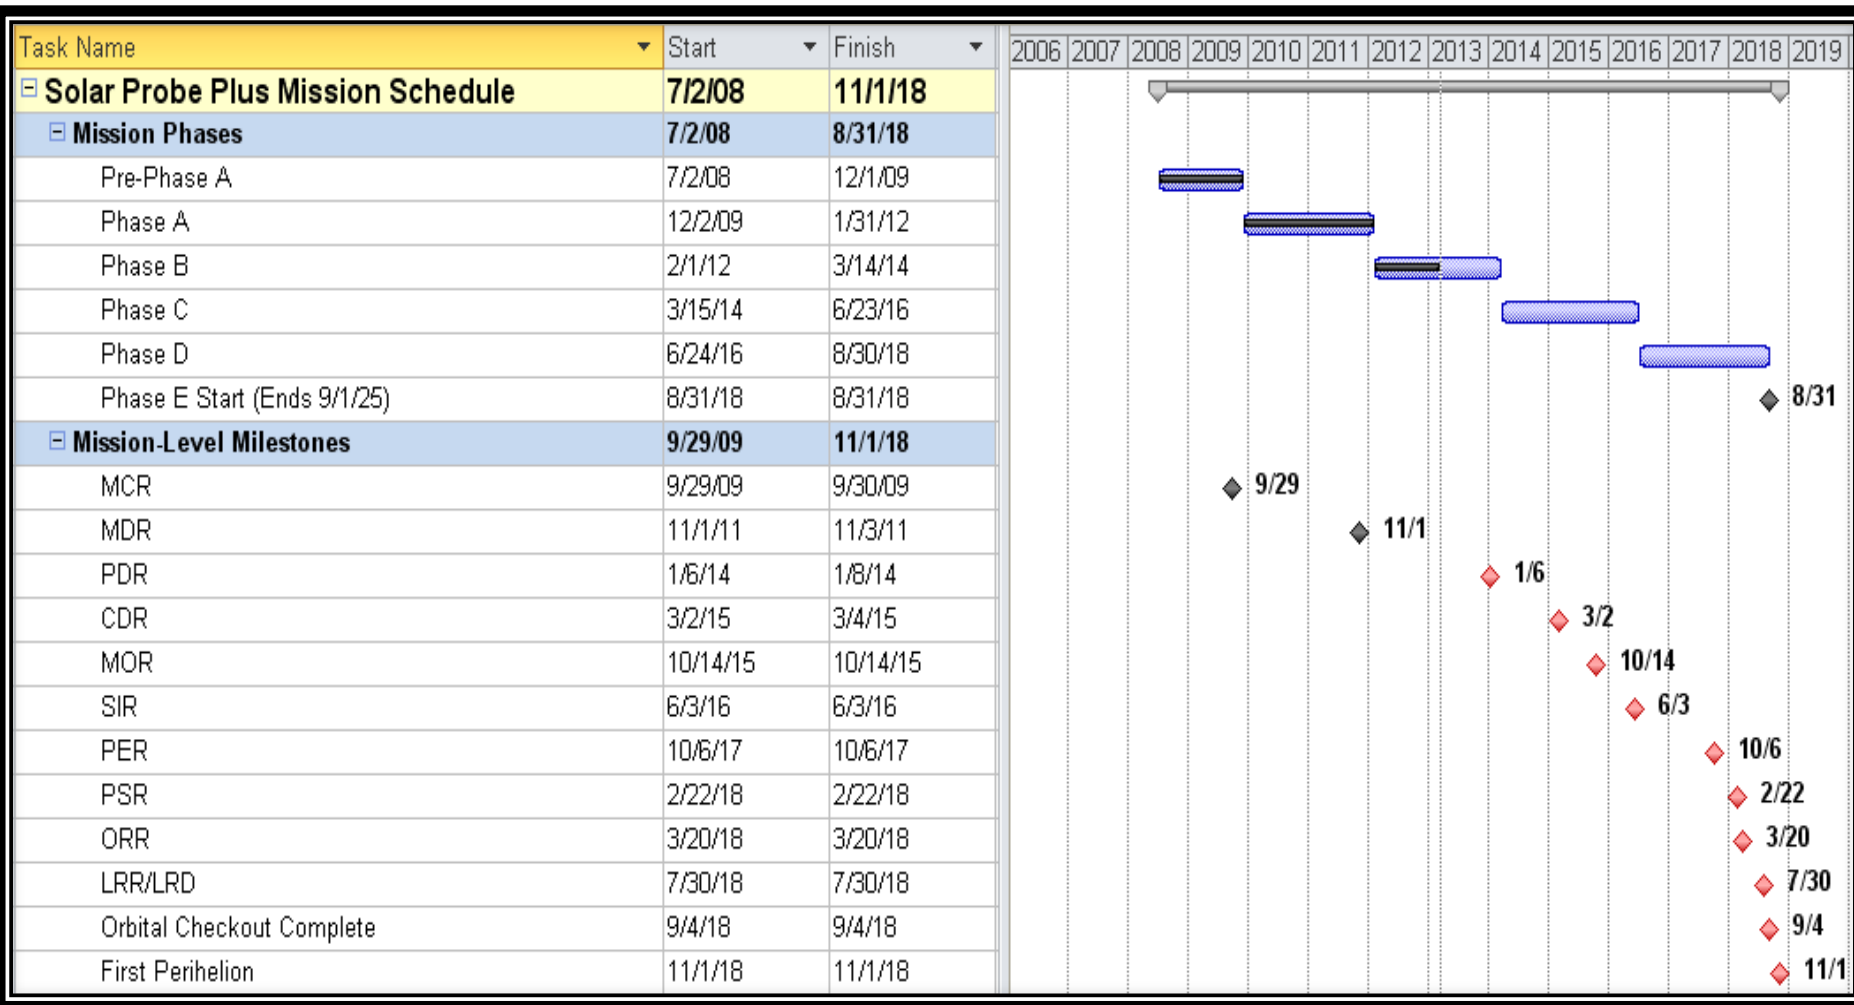 Task Name Start Finish 2006 2007 2008 2009 2010 2011 2012 2013 2014 2015 2016 2017 2018 2019
Solar Probe Plus Mission Schedule 7/2/08 11/1/18
Mission Phases 7/2/08 8/31/18
Pre-Phase A 7/2/08 12/1/09
Phase A 12/2/09 1/31/12
Phase B 2/1/12 3/14/14
Phase C 3/15/14 6/23/16
Phase D 6/24/16 8/30/18
Phase E Start (Ends 9/1/25) 8/31/18 8/31/18 8/31
Mission-Level Milestones 9/29/09 11/1/18
MCR 9/29/09 9/30/09 9/29
MDR 11/1/11 11/3/11 11/1
PDR 1/6/14 1/8/14 1/6
CDR 3/2/15 3/4/15 3/2
MOR 10/14/15 10/14/15 10/14
SIR 6/3/16 6/3/16 6/3
PER 10/6/17 10/6/17 10/6
PSR 2/22/18 2/22/18 2/22
ORR 3/20/18 3/20/18 3/20
LRR/LRD 7/30/18 7/30/18 7/30
Orbital Checkout Complete 9/4/18 9/4/18 9/4
First Perihelion 11/1/18 11/1/18 11/1